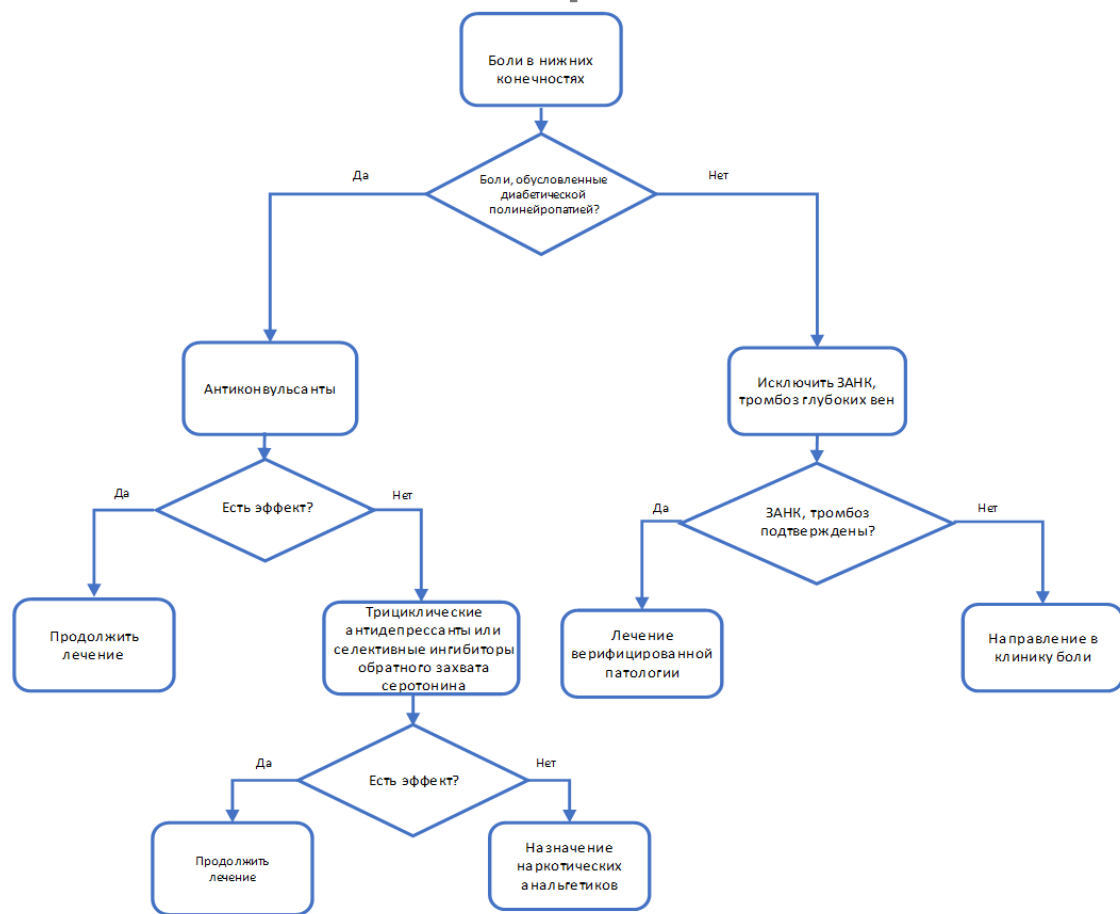 Боли в нижних
конечностях
Да
Боли, обусловленные
диабетической
полинейропатией?
Нет
Антиконвульсанты
Исключить ЗАНК,
тромбоз глубоких вен
Да
Есть эффект?
Нет
Да
ЗАНК, тромбоз
подтверждены?
Нет
Продолжить
лечение
Трициклические
антидепрессанты или
селективные ингибиторы
обратного захвата
серотонина
Лечение
верифицированной
патологии
Направление в
клинику боли
Да
Есть эффект?
Нет
Продолжить
лечение
Назначение
наркотических
анальгетиков